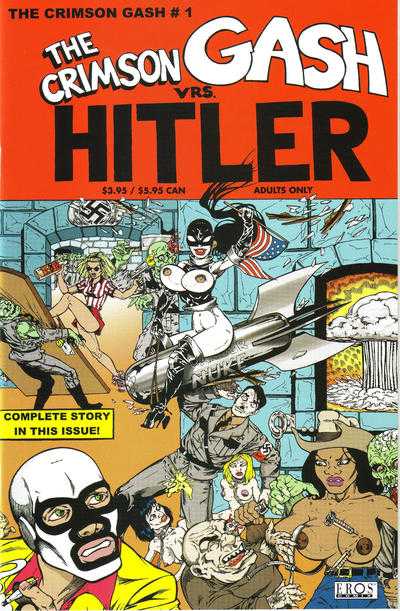 THE CRIMSON GASH # 1
THE
CRIMSON GASH
VRS.
HITLER
$3.95 / $5.95 CAN ADULTS ONLY
NUKE
COMPLETE STORY
IN THIS ISSUE!
EROS
COMIX